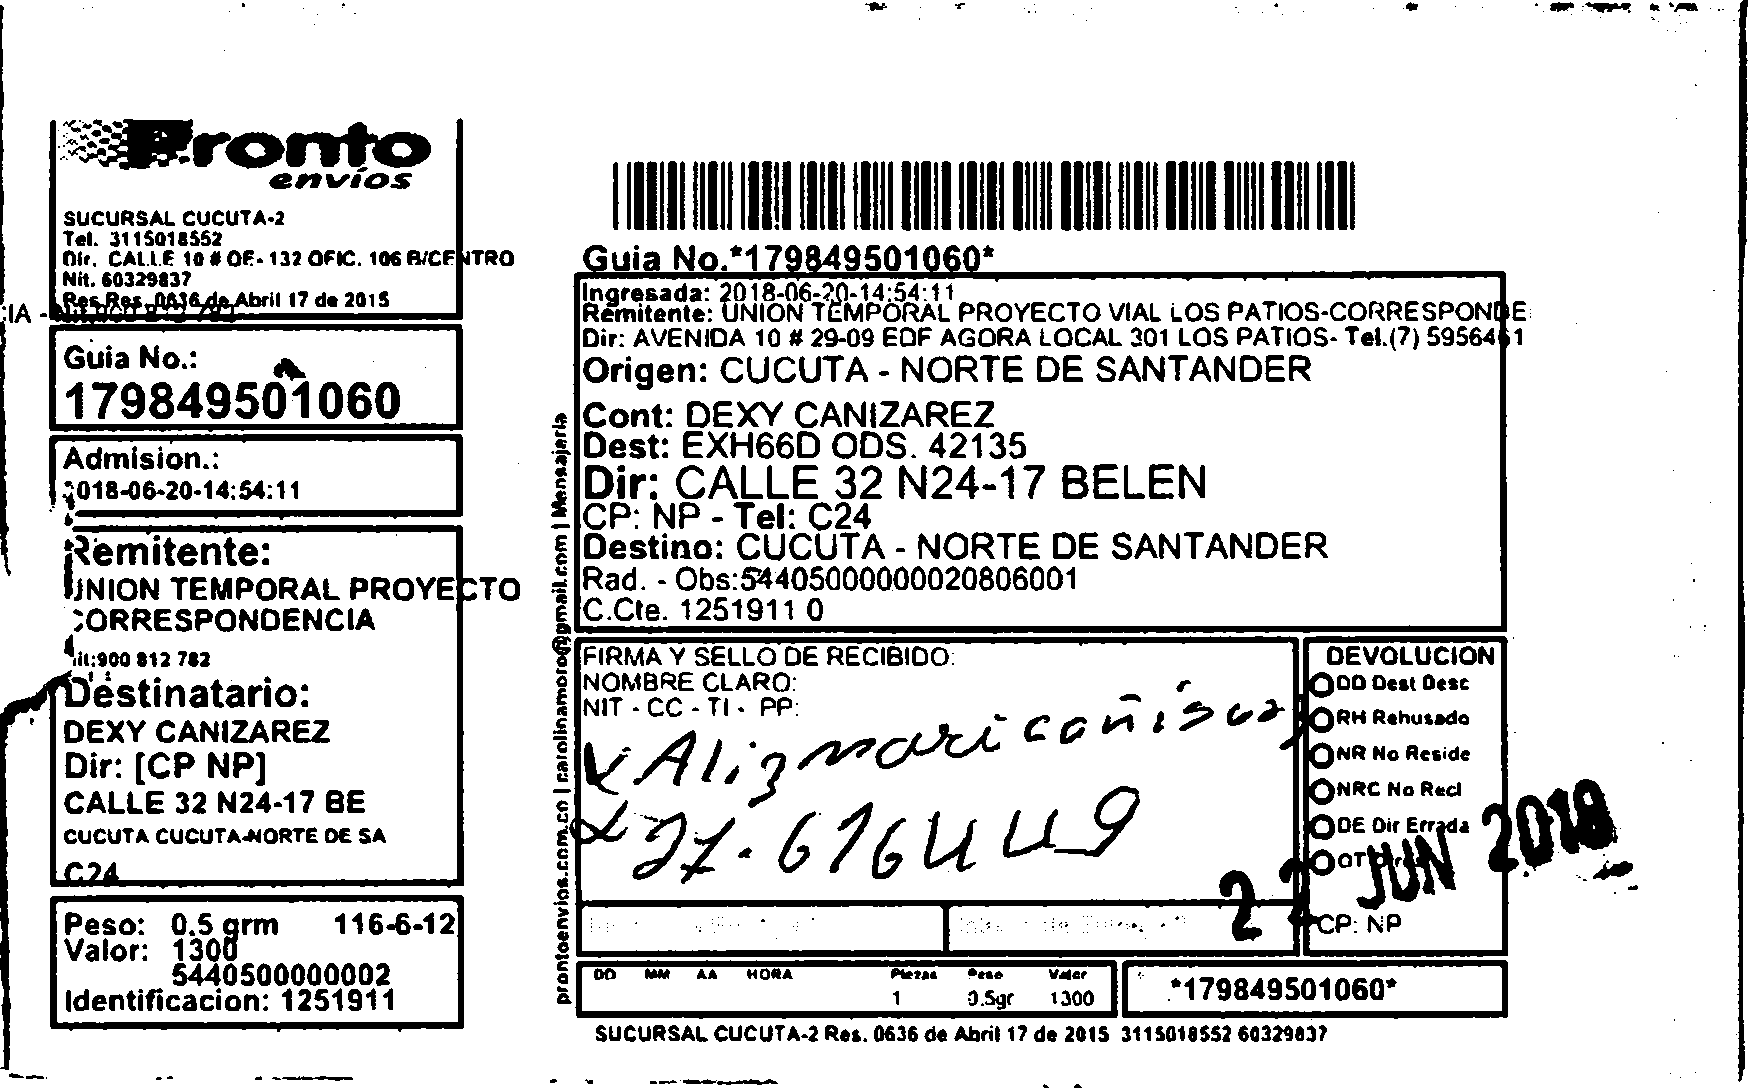 Pronto
envíos
SUCURSAL CUCUTA-2
Tel. 3115018552
Dir. CALLE 10 # OE- 132 OFIC. 106 B/CENTRO
Nit. 60329837
Res.Res. 0636 de Abril 17 de 2015
Guia No.:
179849501060
Admision.:
2018-06-20-14:54:11
Remitente:
UNION TEMPORAL PROYECTO
CORRESPONDENCIA
Nit:900 812 782
Destinatario:
DEXY CANIZAREZ
Dir: [CP NP]
CALLE 32 N24-17 BE
CUCUTA CUCUTA-NORTE DE SA
C24
Peso: 0.5 grm 116-6-12
Valor: 1300
5440500000002
Identificacion: 1251911
prontoenvios.com.co | carolinamoro@gmail.com | Mensajeria
Guia No.*179849501060*
Ingresada: 2018-06-20-14:54:11
Remitente: UNION TEMPORAL PROYECTO VIAL LOS PATIOS-CORRESPONDE
Dir: AVENIDA 10 # 29-09 EDF AGORA LOCAL 301 LOS PATIOS- Tel.(7) 5956461
Origen: CUCUTA - NORTE DE SANTANDER
Cont: DEXY CANIZAREZ
Dest: EXH66D ODS. 42135
Dir: CALLE 32 N24-17 BELEN
CP: NP - Tel: C24
Destino: CUCUTA - NORTE DE SANTANDER
Rad. - Obs:54405000000020806001
C.Cte. 1251911 0
FIRMA Y SELLO DE RECIBIDO:
NOMBRE CLARO:
NIT - CC - TI - PP:
27.676449
DEVOLUCION
DD Dest Desc
RH Rehusado
NR No Reside
NRC No Recl
DE Dir Errada
OT
JUN 2018
CP: NP
DD MM AA HORA Piezas Peso Valor
1 0.5gr 1300
*179849501060*
SUCURSAL CUCUTA-2 Res. 0636 de Abril 17 de 2015 3115018552 60329837